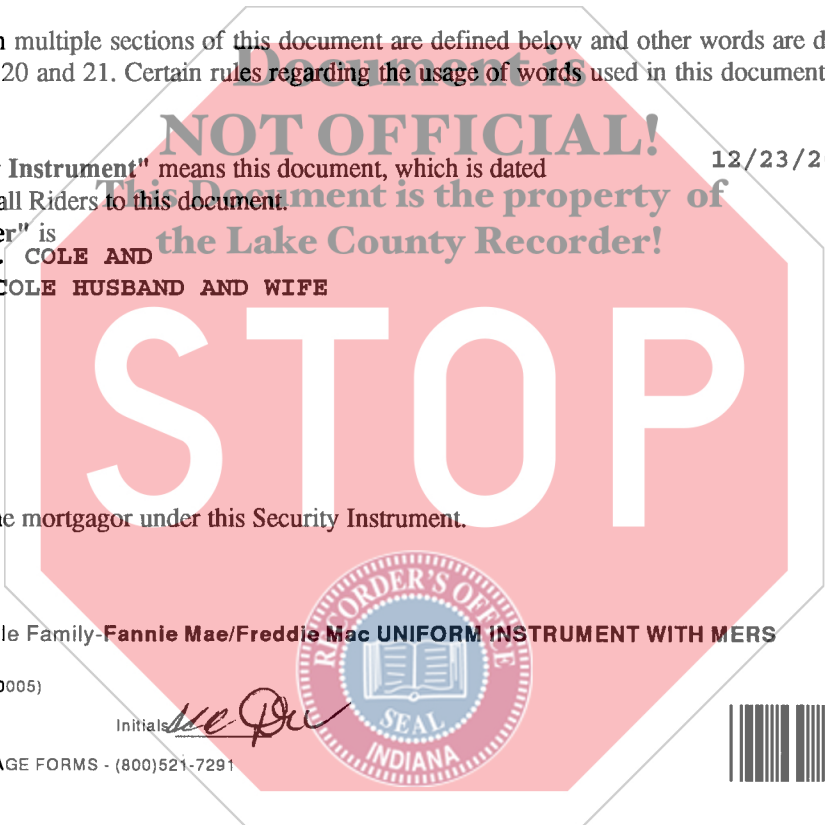 multiple sections of this document are defined below and other words are d
Document is
20 and 21. Certain rules regarding the usage of words used in this document
NOT OFFICIAL!
Instrument" means this document, which is dated 12/23/2
This Document is the property of
all Riders to this document.
er" is
the Lake County Recorder!
. COLE AND
COLE HUSBAND AND WIFE
STOP
e mortgagor under this Security Instrument.
RECORDER'S OFFICE
le Family-Fannie Mae/Freddie Mac UNIFORM INSTRUMENT WITH MERS
0005)
Initials
SEAL
INDIANA
AGE FORMS - (800)521-7291